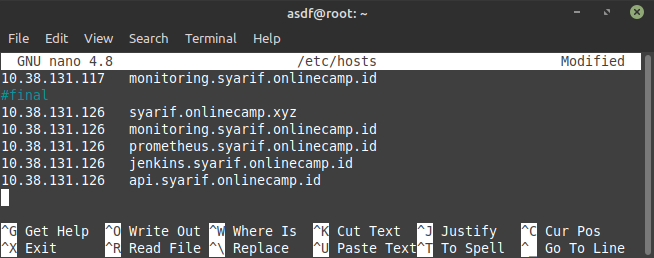 asdf@root: ~
File Edit View Search Terminal Help
GNU nano 4.8 /etc/hosts Modified
10.38.131.117 monitoring.syarif.onlinecamp.id
#final
10.38.131.126 syarif.onlinecamp.xyz
10.38.131.126 monitoring.syarif.onlinecamp.id
10.38.131.126 prometheus.syarif.onlinecamp.id
10.38.131.126 jenkins.syarif.onlinecamp.id
10.38.131.126 api.syarif.onlinecamp.id
^G Get Help ^O Write Out ^W Where Is ^K Cut Text ^J Justify ^C Cur Pos
^X Exit ^R Read File ^\ Replace ^U Paste Text ^T To Spell ^_ Go To Line